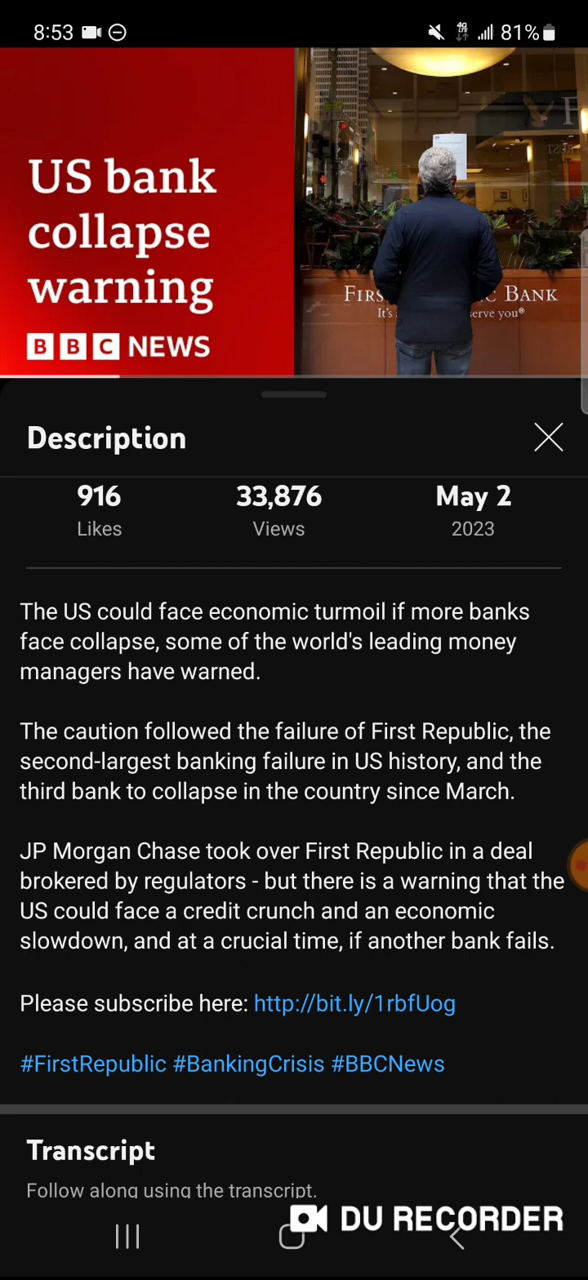 8:53
4G
81%
US bank
collapse
warning
BBC NEWS
FIRS C BANK
It's serve you®
Description
916 33,876 May 2
Likes Views 2023
The US could face economic turmoil if more banks
face collapse, some of the world's leading money
managers have warned.
The caution followed the failure of First Republic, the
second-largest banking failure in US history, and the
third bank to collapse in the country since March.
JP Morgan Chase took over First Republic in a deal
brokered by regulators - but there is a warning that the
US could face a credit crunch and an economic
slowdown, and at a crucial time, if another bank fails.
Please subscribe here: http://bit.ly/1rbfUog
#FirstRepublic #BankingCrisis #BBCNews
Transcript
Follow along using the transcript.
DU RECORDER